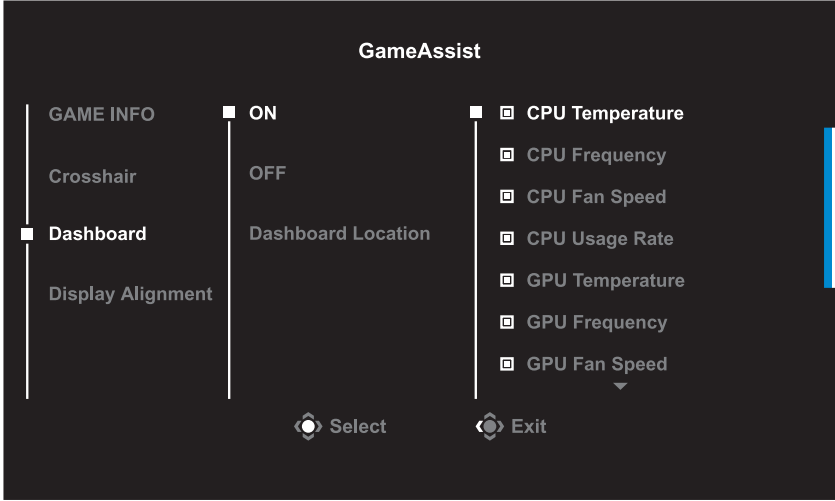 GameAssist
GAME INFO
Crosshair
Dashboard
Display Alignment
ON
OFF
Dashboard Location
CPU Temperature
CPU Frequency
CPU Fan Speed
CPU Usage Rate
GPU Temperature
GPU Frequency
GPU Fan Speed
Select
Exit